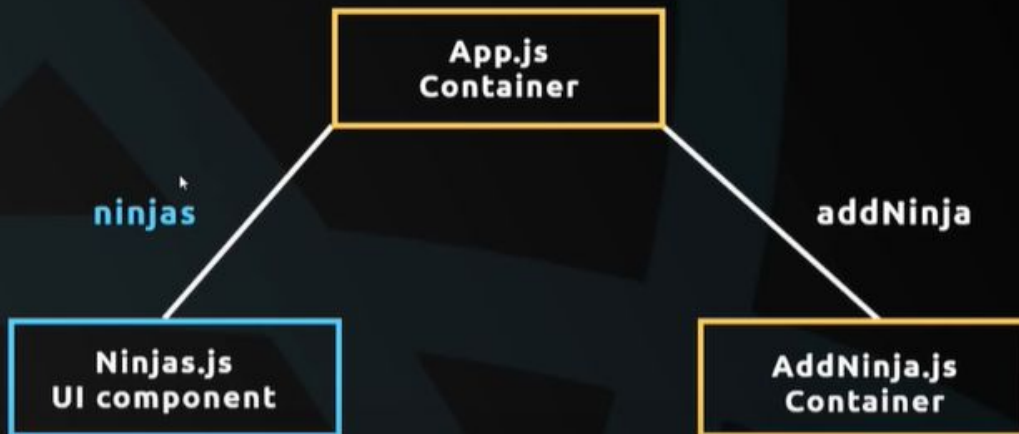 App.js
Container
ninjas
addNinja
Ninjas.js
UI component
AddNinja.js
Container